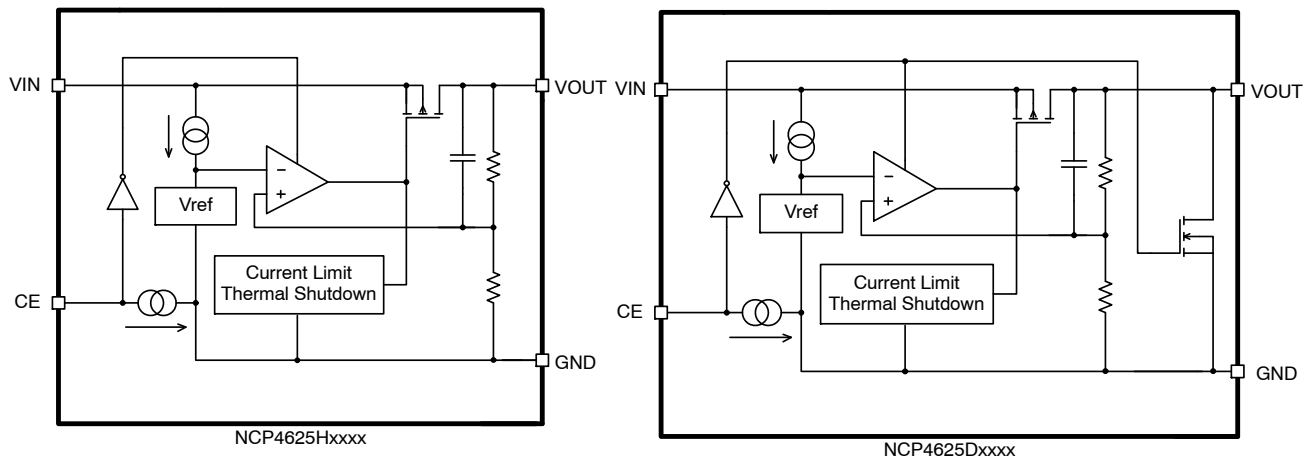 VIN
VOUT
−
+
Vref
Current Limit
Thermal Shutdown
CE
GND
NCP4625Hxxxx
VIN
VOUT
−
+
Vref
Current Limit
Thermal Shutdown
CE
GND
NCP4625Dxxxx